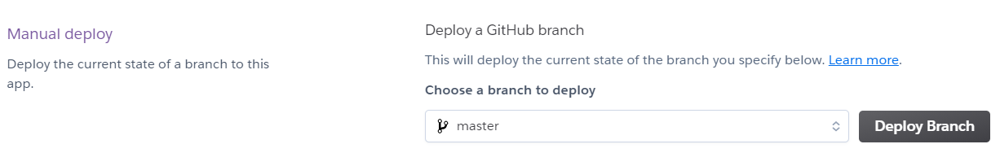 Manual deploy
Deploy the current state of a branch to this
app.
Deploy a GitHub branch
This will deploy the current state of the branch you specify below. Learn more.
Choose a branch to deploy
master
Deploy Branch